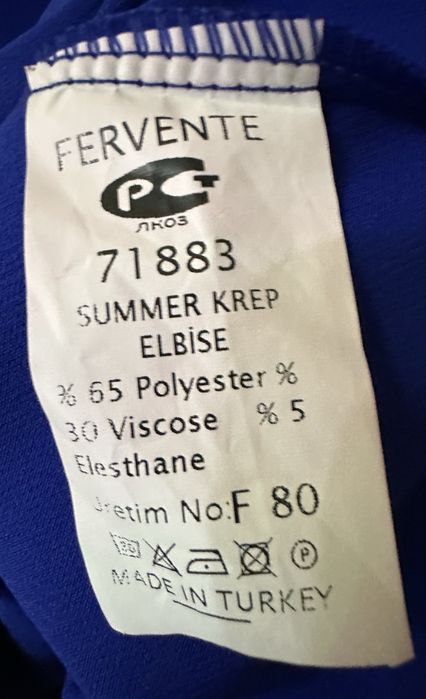 FERVENTE
PCT
ЛКОЗ
71883
SUMMER KREP
ELBİSE
% 65 Polyester %
30 Viscose % 5
Elesthane
Üretim No:F 80
P
MADE IN TURKEY